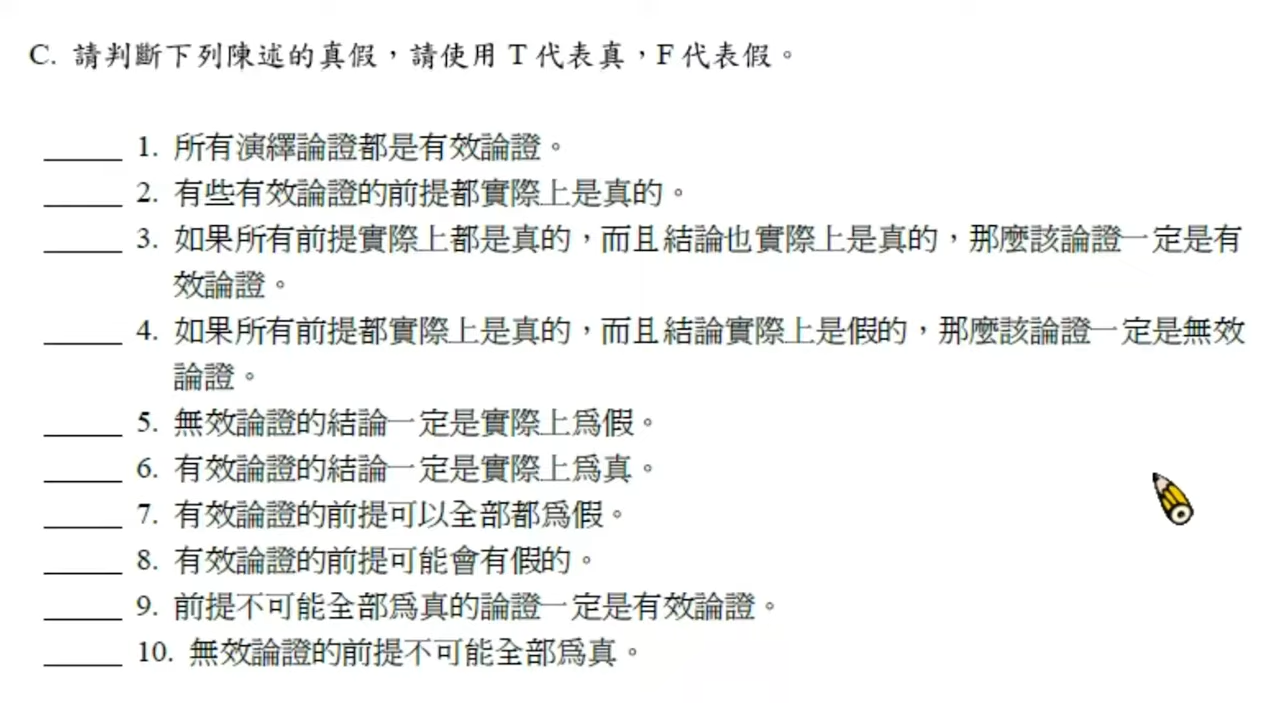 C. 請判斷下列陳述的真假，請使用 T 代表真，F 代表假。
_____ 1. 所有演繹論證都是有效論證。
_____ 2. 有些有效論證的前提都實際上是真的。
_____ 3. 如果所有前提實際上都是真的，而且結論也實際上是真的，那麼該論證一定是有
效論證。
_____ 4. 如果所有前提都實際上是真的，而且結論實際上是假的，那麼該論證一定是無效
論證。
_____ 5. 無效論證的結論一定是實際上爲假。
_____ 6. 有效論證的結論一定是實際上爲真。
_____ 7. 有效論證的前提可以全部都爲假。
_____ 8. 有效論證的前提可能會有假的。
_____ 9. 前提不可能全部爲真的論證一定是有效論證。
_____ 10. 無效論證的前提不可能全部爲真。